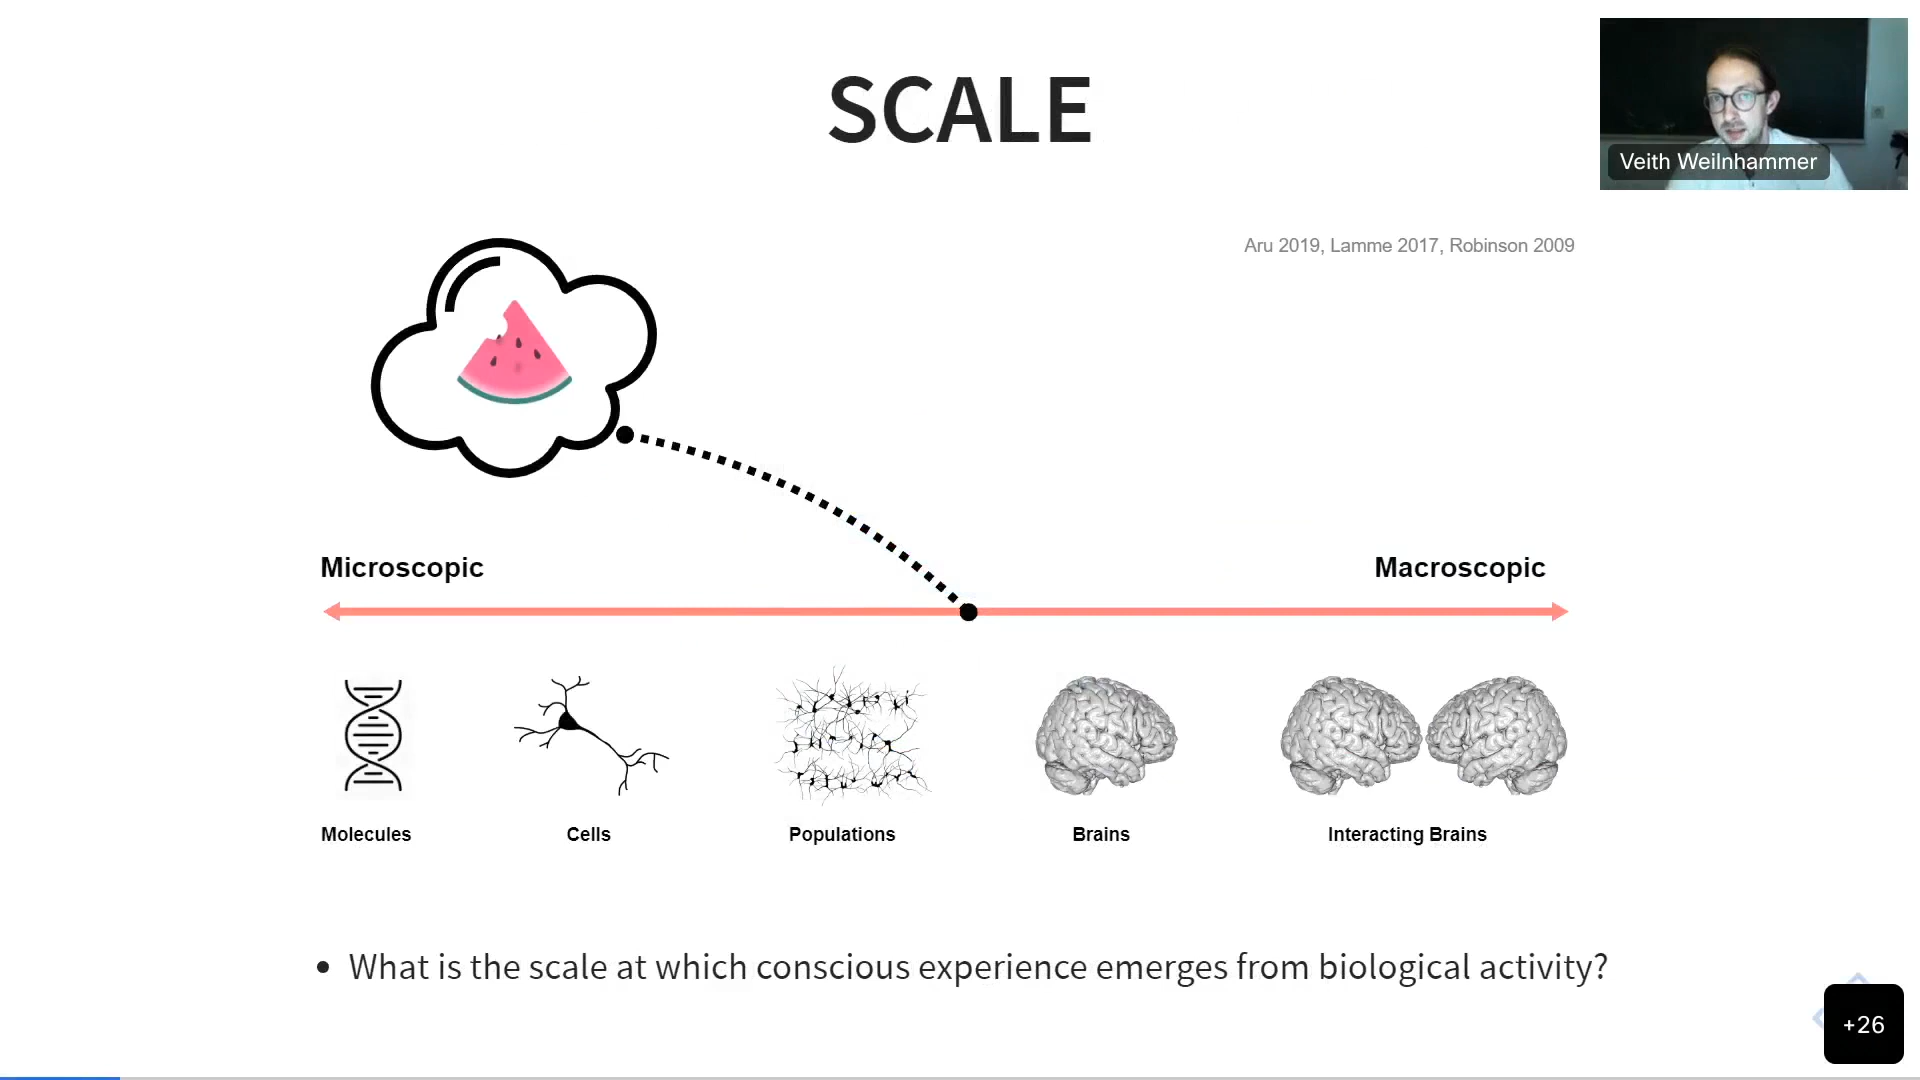 SCALE
Veith Weilnhammer
Aru 2019, Lamme 2017, Robinson 2009
Microscopic
Macroscopic
Molecules
Cells
Populations
Brains
Interacting Brains
• What is the scale at which conscious experience emerges from biological activity?
+26